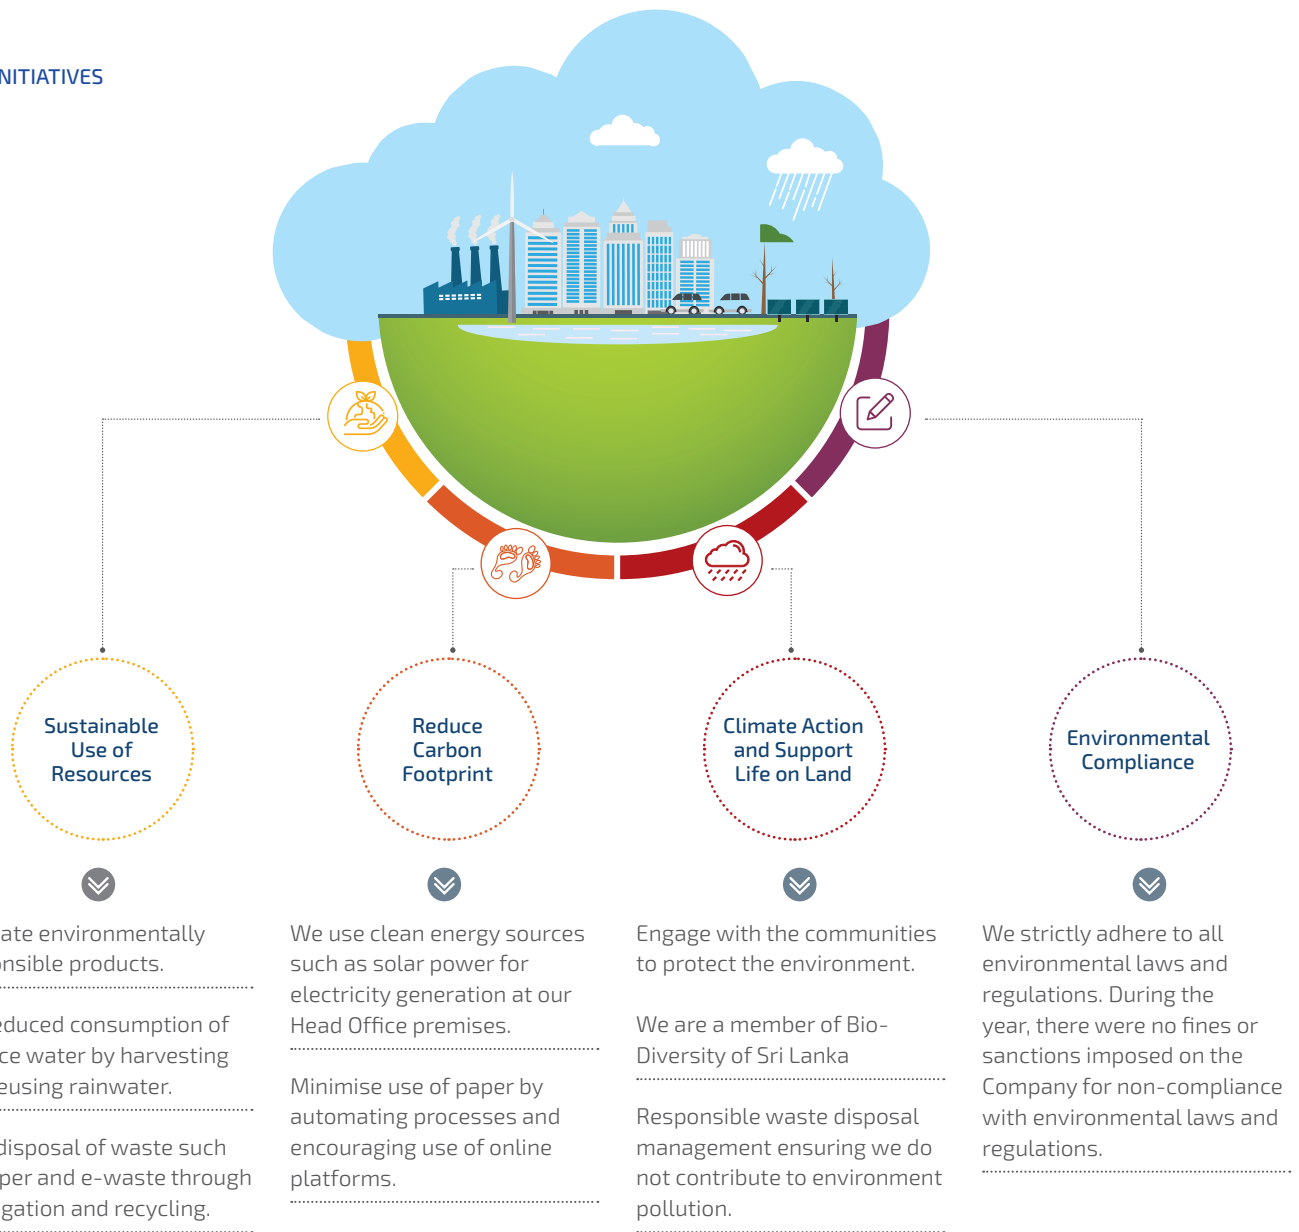 NITIATIVES
Sustainable
Use of
Resources
ate environmentally
onsible products.
educed consumption of
ce water by harvesting
eusing rainwater.
disposal of waste such
per and e-waste through
gation and recycling.
Reduce
Carbon
Footprint
We use clean energy sources
such as solar power for
electricity generation at our
Head Office premises.
Minimise use of paper by
automating processes and
encouraging use of online
platforms.
Climate Action
and Support
Life on Land
Engage with the communities
to protect the environment.
We are a member of Bio-
Diversity of Sri Lanka
Responsible waste disposal
management ensuring we do
not contribute to environment
pollution.
Environmental
Compliance
We strictly adhere to all
environmental laws and
regulations. During the
year, there were no fines or
sanctions imposed on the
Company for non-compliance
with environmental laws and
regulations.